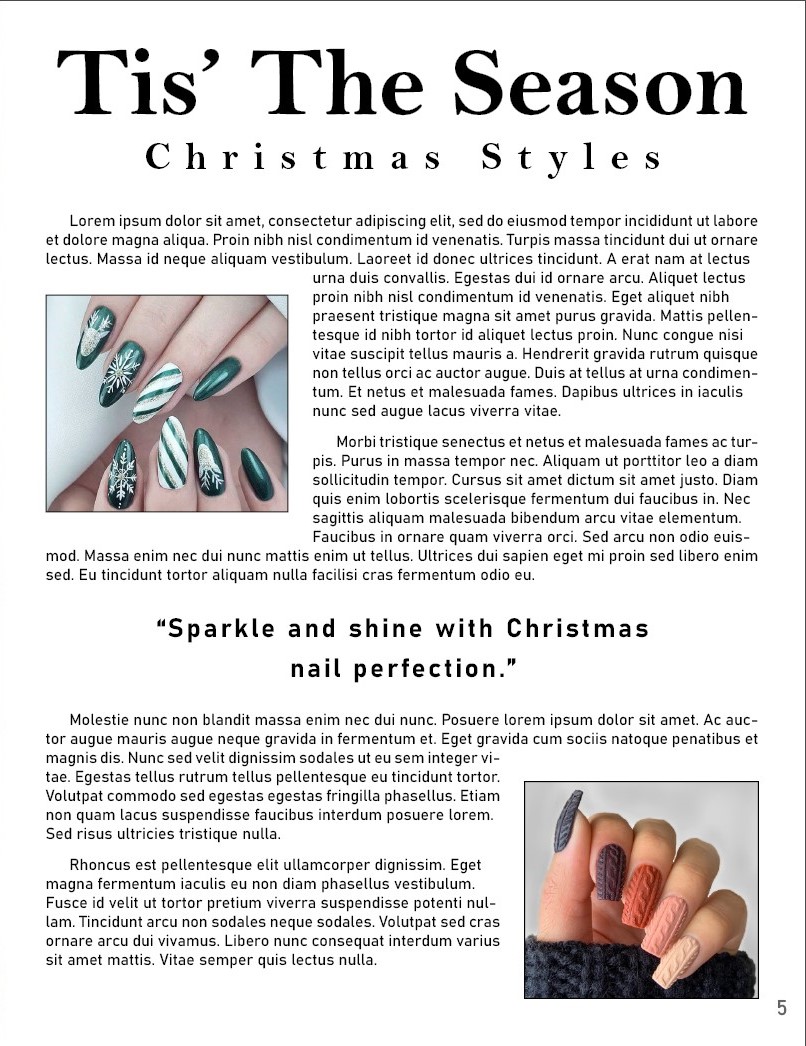 Tis’ The Season
Christmas Styles
Lorem ipsum dolor sit amet, consectetur adipiscing elit, sed do eiusmod tempor incididunt ut labore
et dolore magna aliqua. Proin nibh nisl condimentum id venenatis. Turpis massa tincidunt dui ut ornare
lectus. Massa id neque aliquam vestibulum. Laoreet id donec ultrices tincidunt. A erat nam at lectus
urna duis convallis. Egestas dui id ornare arcu. Aliquet lectus
proin nibh nisl condimentum id venenatis. Eget aliquet nibh
praesent tristique magna sit amet purus gravida. Mattis pellen-
tesque id nibh tortor id aliquet lectus proin. Nunc congue nisi
vitae suscipit tellus mauris a. Hendrerit gravida rutrum quisque
non tellus orci ac auctor augue. Duis at tellus at urna condimen-
tum. Et netus et malesuada fames. Dapibus ultrices in iaculis
nunc sed augue lacus viverra vitae.
Morbi tristique senectus et netus et malesuada fames ac tur-
pis. Purus in massa tempor nec. Aliquam ut porttitor leo a diam
sollicitudin tempor. Cursus sit amet dictum sit amet justo. Diam
quis enim lobortis scelerisque fermentum dui faucibus in. Nec
sagittis aliquam malesuada bibendum arcu vitae elementum.
Faucibus in ornare quam viverra orci. Sed arcu non odio euis-
mod. Massa enim nec dui nunc mattis enim ut tellus. Ultrices dui sapien eget mi proin sed libero enim
sed. Eu tincidunt tortor aliquam nulla facilisi cras fermentum odio eu.
“Sparkle and shine with Christmas
nail perfection.”
Molestie nunc non blandit massa enim nec dui nunc. Posuere lorem ipsum dolor sit amet. Ac auc-
tor augue mauris augue neque gravida in fermentum et. Eget gravida cum sociis natoque penatibus et
magnis dis. Nunc sed velit dignissim sodales ut eu sem integer vi-
tae. Egestas tellus rutrum tellus pellentesque eu tincidunt tortor.
Volutpat commodo sed egestas egestas fringilla phasellus. Etiam
non quam lacus suspendisse faucibus interdum posuere lorem.
Sed risus ultricies tristique nulla.
Rhoncus est pellentesque elit ullamcorper dignissim. Eget
magna fermentum iaculis eu non diam phasellus vestibulum.
Fusce id velit ut tortor pretium viverra suspendisse potenti nul-
lam. Tincidunt arcu non sodales neque sodales. Volutpat sed cras
ornare arcu dui vivamus. Libero nunc consequat interdum varius
sit amet mattis. Vitae semper quis lectus nulla.
5